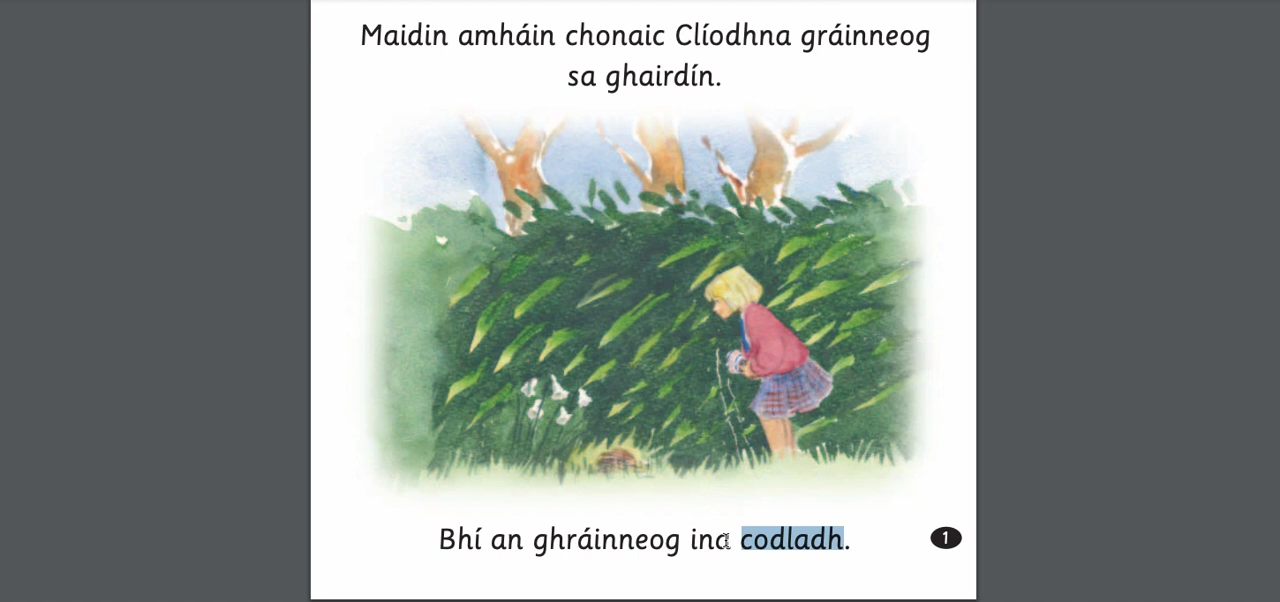 Maidin amháin chonaic Clíodhna gráinneog
sa ghairdín.
Bhí an ghráinneog ina codladh.
1